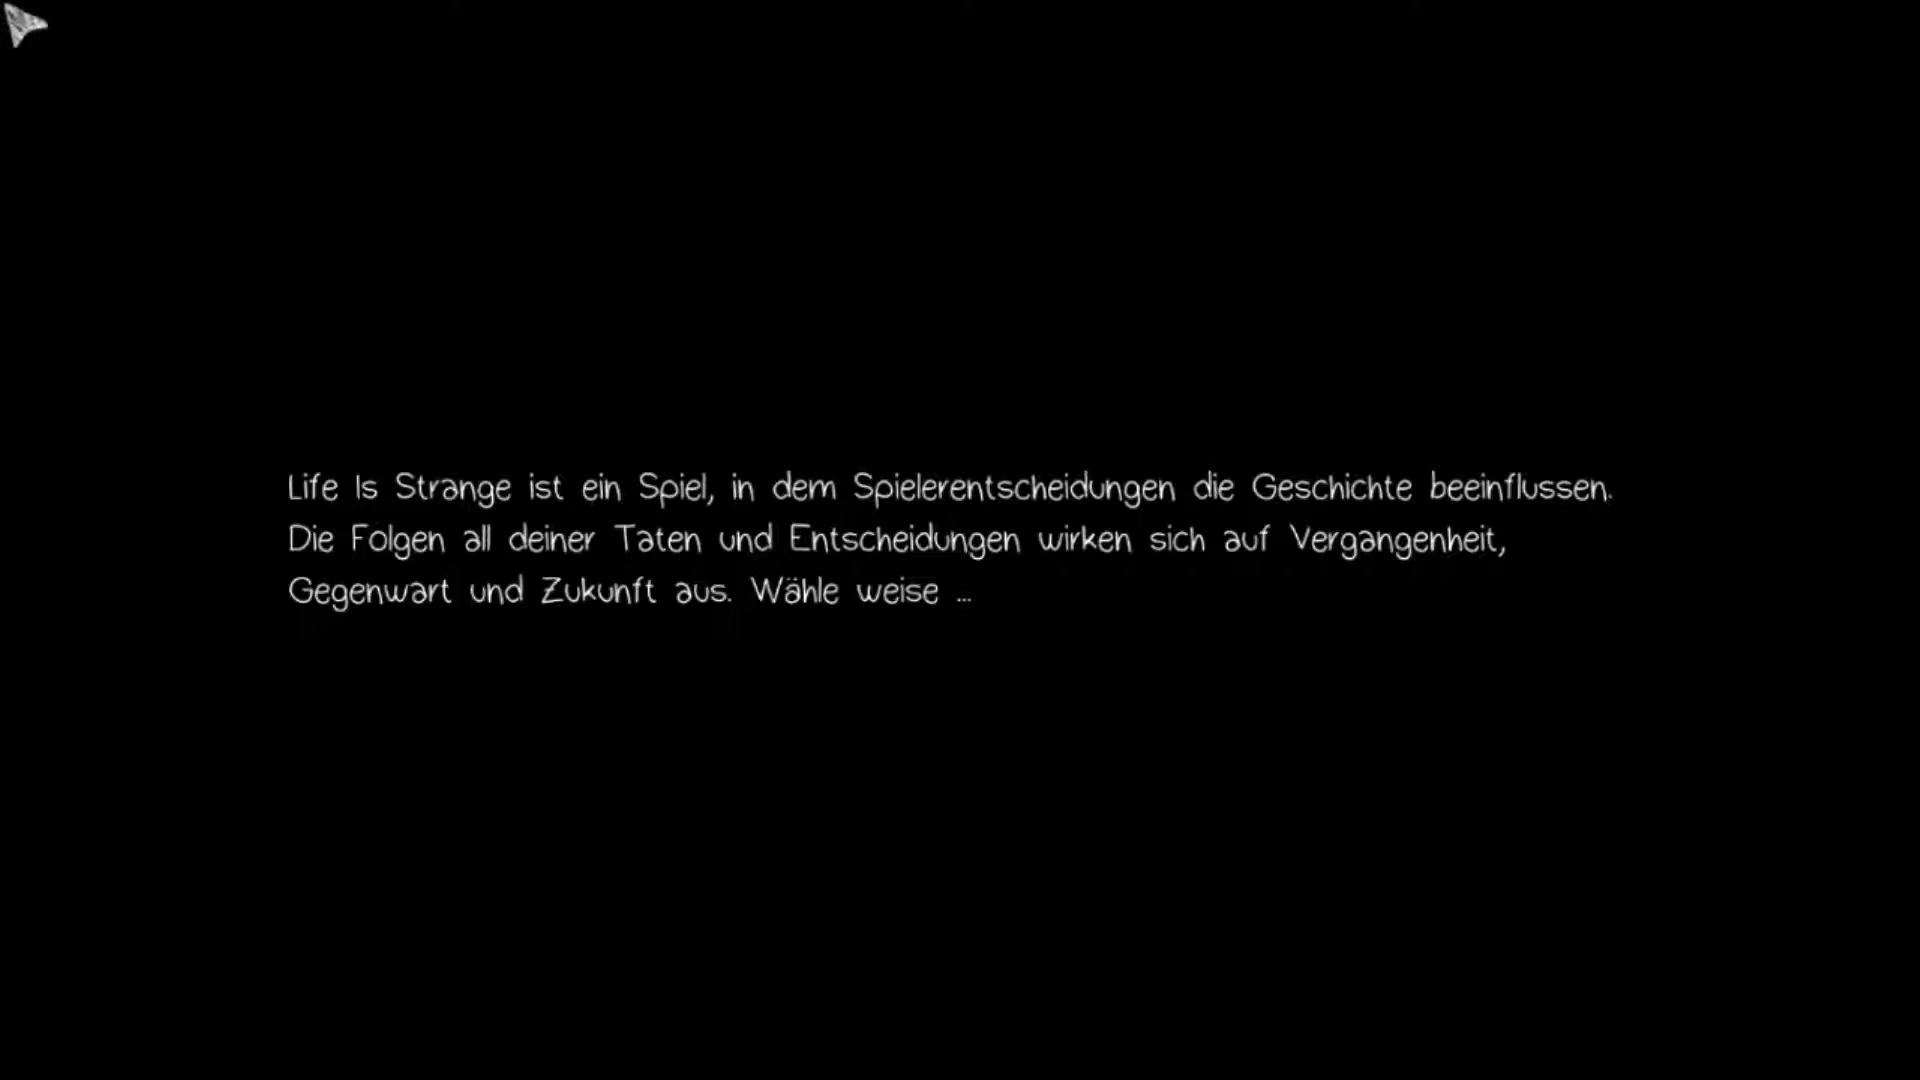 Life Is Strange ist ein Spiel, in dem Spielerentscheidungen die Geschichte beeinflussen.
Die Folgen all deiner Taten und Entscheidungen wirken sich auf Vergangenheit,
Gegenwart und Zukunft aus. Wähle weise ...